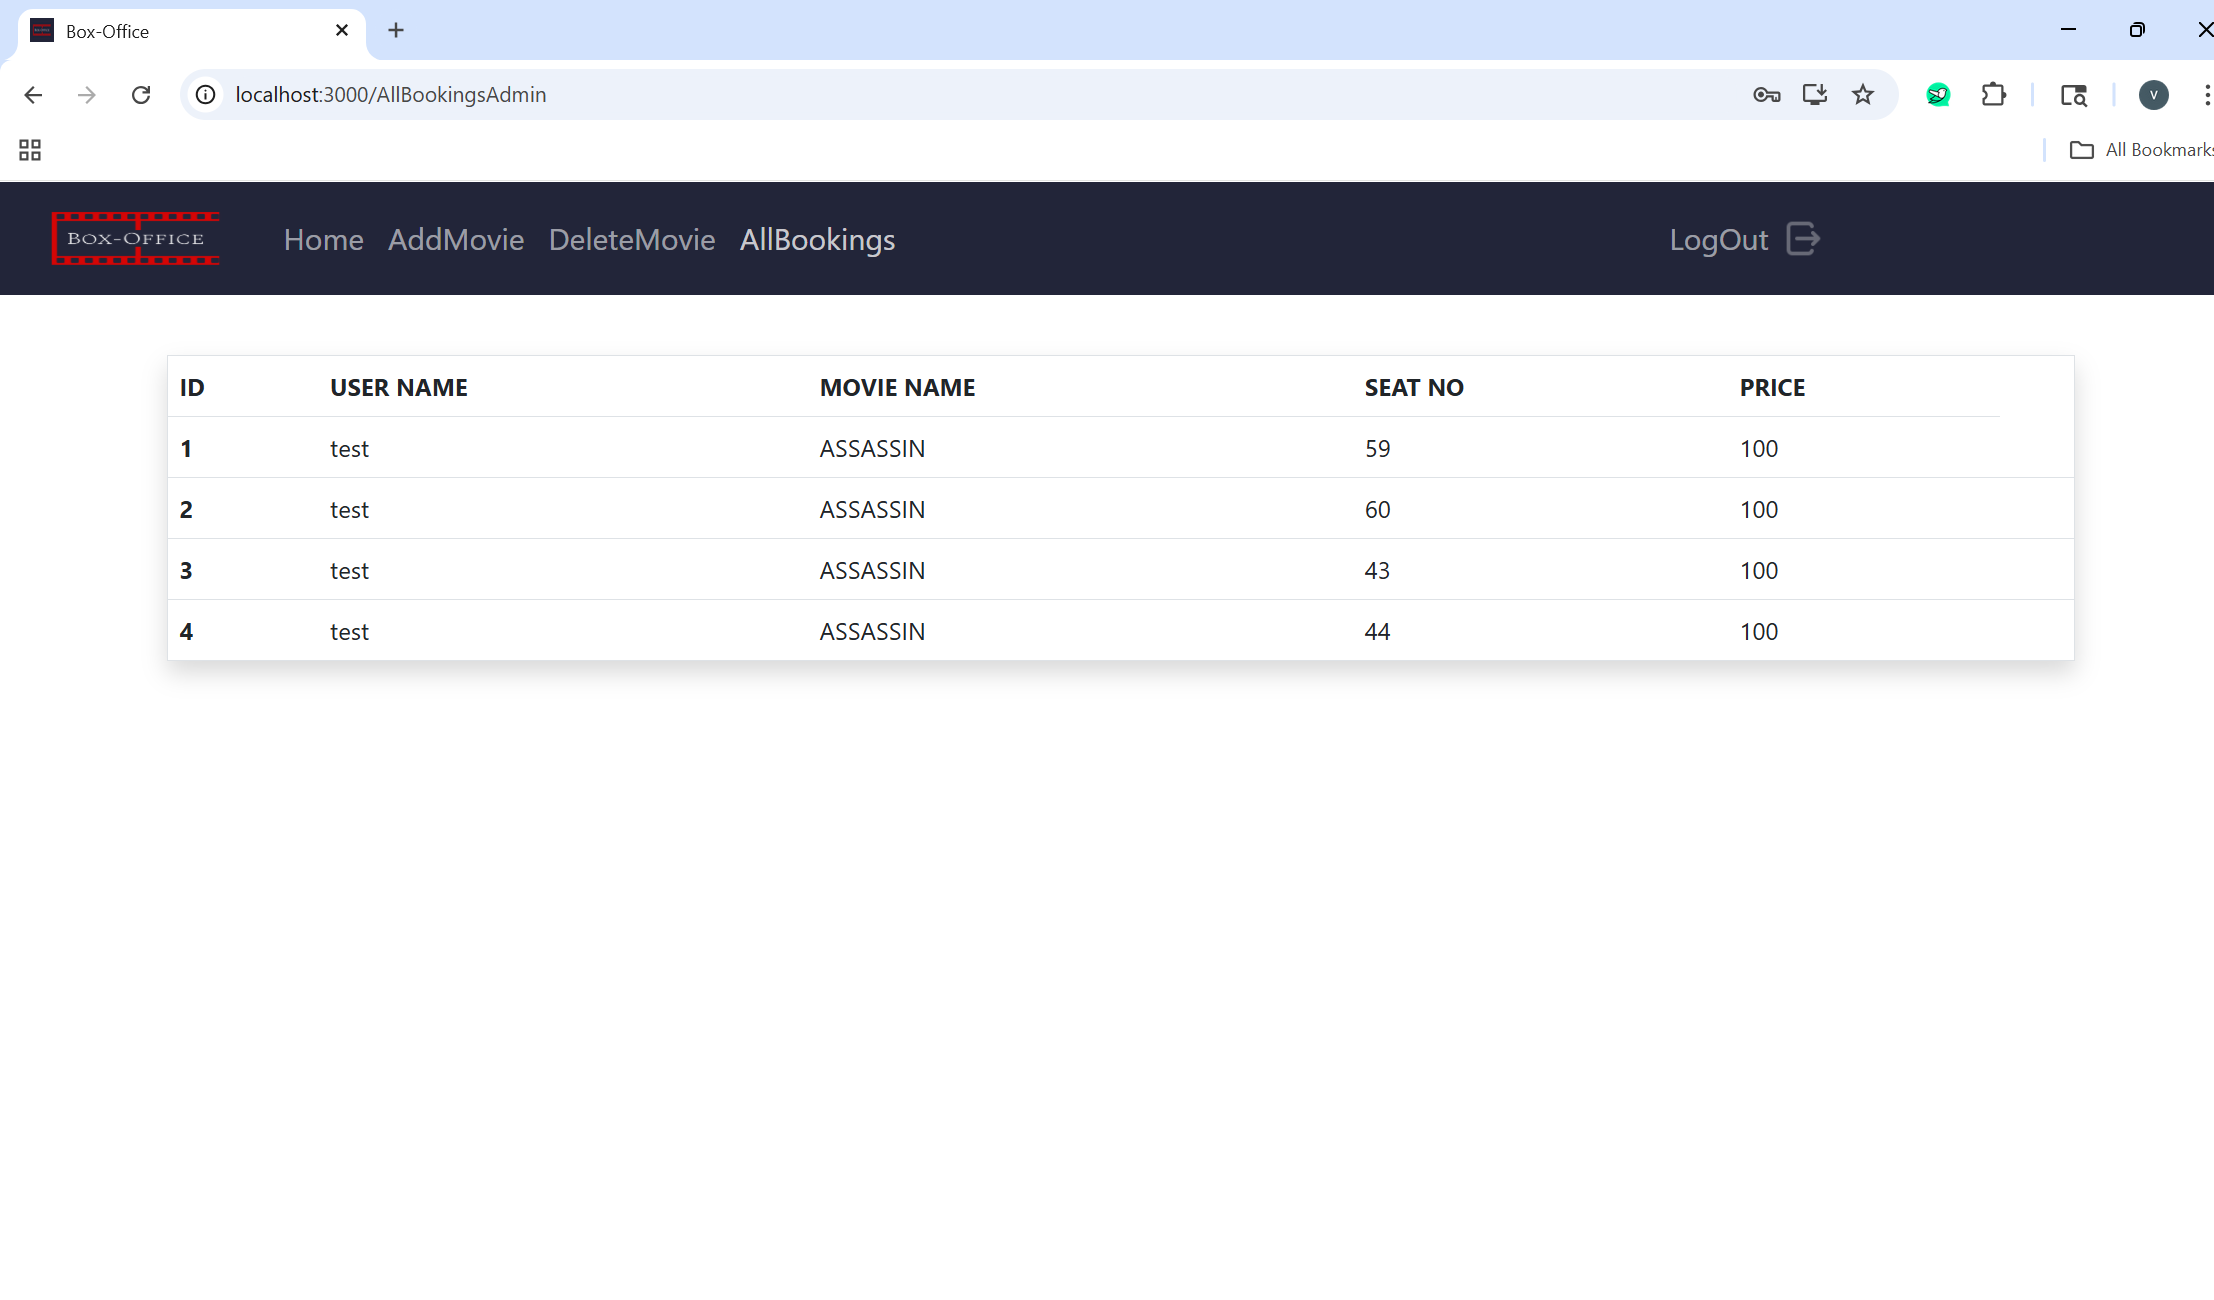 Box-Office
localhost:3000/AllBookingsAdmin
V
All Bookmarks
BOX-OFFICE Home AddMovie DeleteMovie AllBookings LogOut
ID USER NAME MOVIE NAME SEAT NO PRICE
1 test ASSASSIN 59 100
2 test ASSASSIN 60 100
3 test ASSASSIN 43 100
4 test ASSASSIN 44 100